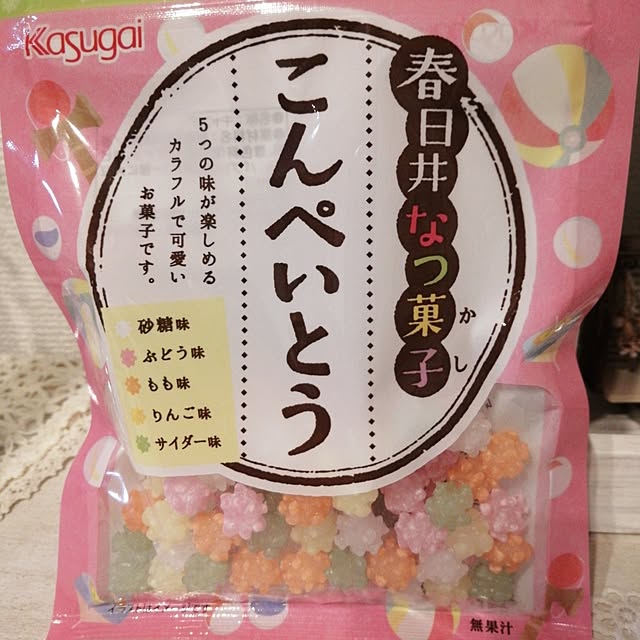 Kasugai
春日井なつ菓子
かし
こんぺいとう
5つの味が楽しめる
カラフルで可愛い
お菓子です。
砂糖味
ぶどう味
もも味
りんご味
サイダー味
無果汁